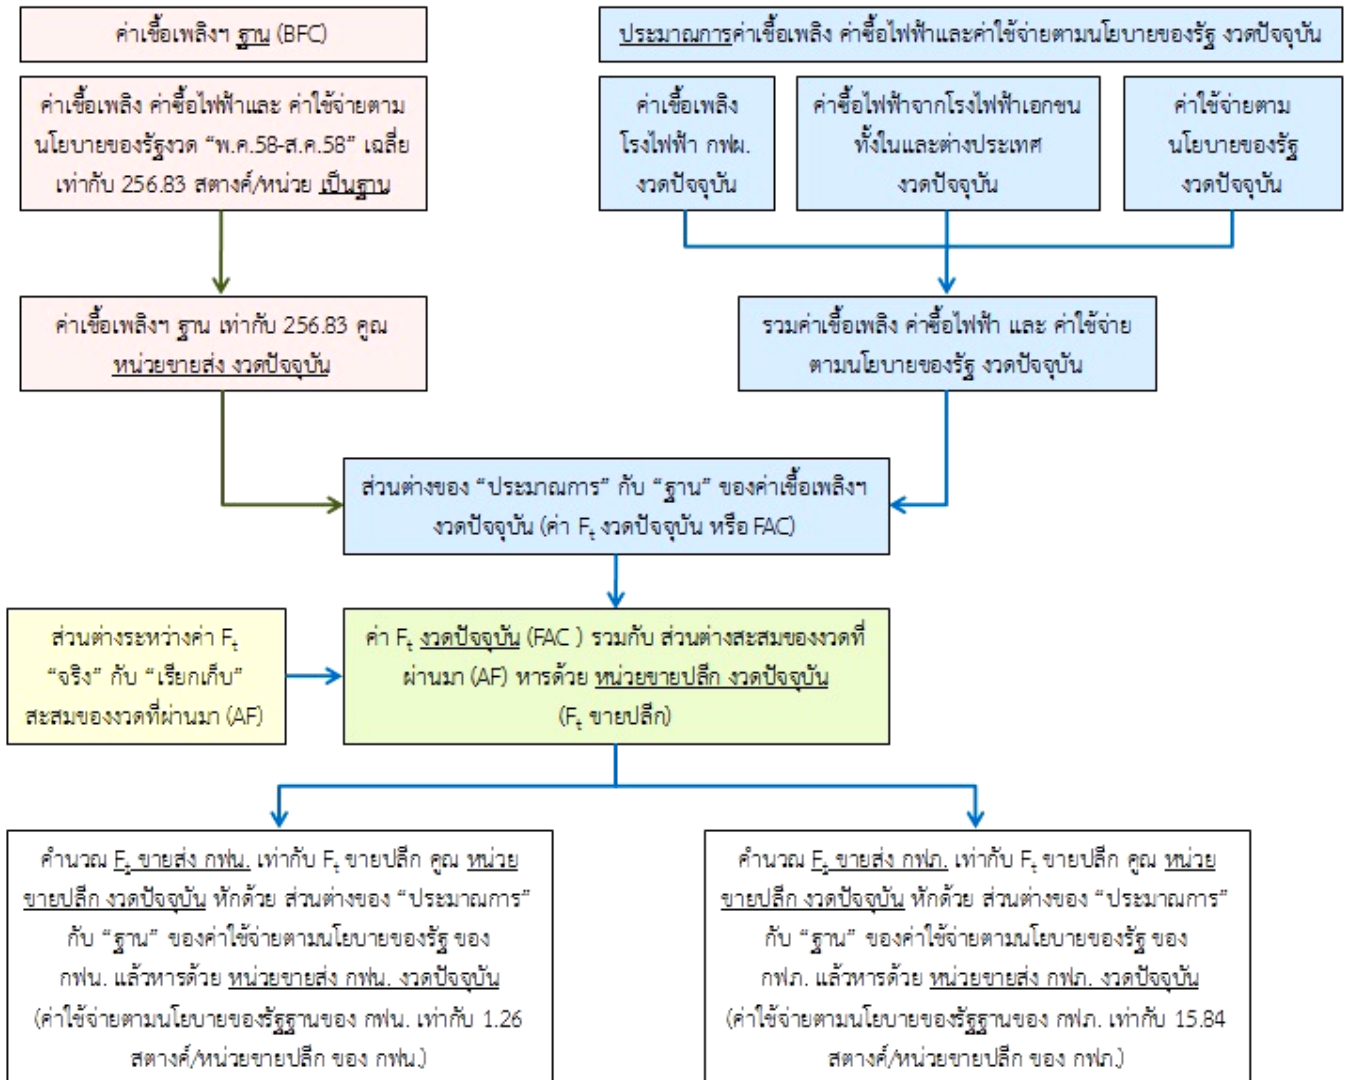 ค่าเชื้อเพลิงฯ ฐาน (BFC)
ค่าเชื้อเพลิง ค่าซื้อไฟฟ้าและ ค่าใช้จ่ายตาม
นโยบายของรัฐงวด “พ.ค.58-ส.ค.58” เฉลี่ย
เท่ากับ 256.83 สตางค์/หน่วย เป็นฐาน
ค่าเชื้อเพลิงฯ ฐาน เท่ากับ 256.83 คูณ
หน่วยขายส่ง งวดปัจจุบัน
ประมาณการค่าเชื้อเพลิง ค่าซื้อไฟฟ้าและค่าใช้จ่ายตามนโยบายของรัฐ งวดปัจจุบัน
ค่าเชื้อเพลิง
โรงไฟฟ้า กฟผ.
งวดปัจจุบัน
ค่าซื้อไฟฟ้าจากโรงไฟฟ้าเอกชน
ทั้งในและต่างประเทศ
งวดปัจจุบัน
ค่าใช้จ่ายตาม
นโยบายของรัฐ
งวดปัจจุบัน
รวมค่าเชื้อเพลิง ค่าซื้อไฟฟ้า และ ค่าใช้จ่าย
ตามนโยบายของรัฐ งวดปัจจุบัน
ส่วนต่างของ “ประมาณการ” กับ “ฐาน” ของค่าเชื้อเพลิงฯ
งวดปัจจุบัน (ค่า Fₜ งวดปัจจุบัน หรือ FAC)
ส่วนต่างระหว่างค่า Fₜ
“จริง” กับ “เรียกเก็บ”
สะสมของงวดที่ผ่านมา (AF)
ค่า Fₜ งวดปัจจุบัน (FAC ) รวมกับ ส่วนต่างสะสมของงวดที่
ผ่านมา (AF) หารด้วย หน่วยขายปลีก งวดปัจจุบัน
(Fₜ ขายปลีก)
คำนวณ Fₜ ขายส่ง กฟน. เท่ากับ Fₜ ขายปลีก คูณ หน่วย
ขายปลีก งวดปัจจุบัน หักด้วย ส่วนต่างของ “ประมาณการ”
กับ “ฐาน” ของค่าใช้จ่ายตามนโยบายของรัฐ ของ
กฟน. แล้วหารด้วย หน่วยขายส่ง กฟน. งวดปัจจุบัน
(ค่าใช้จ่ายตามนโยบายของรัฐฐานของ กฟน. เท่ากับ 1.26
สตางค์/หน่วยขายปลีก ของ กฟน.)
คำนวณ Fₜ ขายส่ง กฟภ. เท่ากับ Fₜ ขายปลีก คูณ หน่วย
ขายปลีก งวดปัจจุบัน หักด้วย ส่วนต่างของ “ประมาณการ”
กับ “ฐาน” ของค่าใช้จ่ายตามนโยบายของรัฐ ของ
กฟภ. แล้วหารด้วย หน่วยขายส่ง กฟภ. งวดปัจจุบัน
(ค่าใช้จ่ายตามนโยบายของรัฐฐานของ กฟภ. เท่ากับ 15.84
สตางค์/หน่วยขายปลีก ของ กฟภ.)